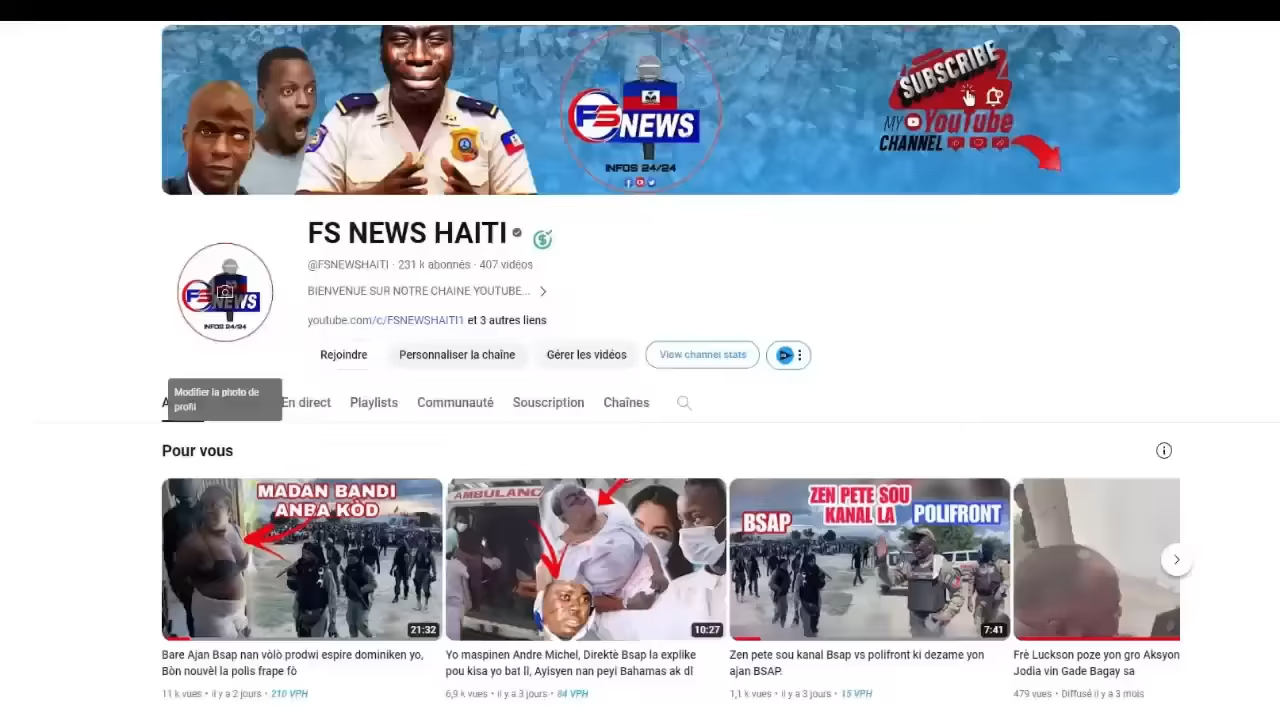 SUBSCRIBE
MY YouTube
CHANNEL
FS NEWS
INFOS 24/24
FS NEWS HAITI
@FSNEWSHAITI · 231 k abonnés · 407 vidéos
BIENVENUE SUR NOTRE CHAINE YOUTUBE...
youtube.com/c/FSNEWSHAITI1 et 3 autres liens
FS NEWS
INFOS 24/24
Rejoindre
Personnaliser la chaîne
Gérer les vidéos
View channel stats
Modifier la photo de
profil
A
En direct
Playlists
Communauté
Souscription
Chaînes
Pour vous
MADAN BANDI
ANBA KÒD
21:32
AMBULANC
10:27
ZEN PETE SOU
KANAL LA
BSAP
POLIFRONT
7:41
Bare Ajan Bsap nan vòlò prodwi espire dominiken yo,
Bòn nouvèl la polis frape fò
11 k vues · il y a 2 jours · 210 VPH
Yo maspinen Andre Michel, Direktè Bsap la explike
pou kisa yo bat li, Ayisyen nan peyi Bahamas ak di
6,9 k vues · il y a 3 jours · 84 VPH
Zen pete sou kanal Bsap vs polifront ki dezame yon
ajan BSAP.
1,1 k vues · il y a 3 jours · 15 VPH
Frè Luckson poze yon gro Aksyon
Jodia vin Gade Bagay sa
479 vues · Diffusé il y a 3 mois